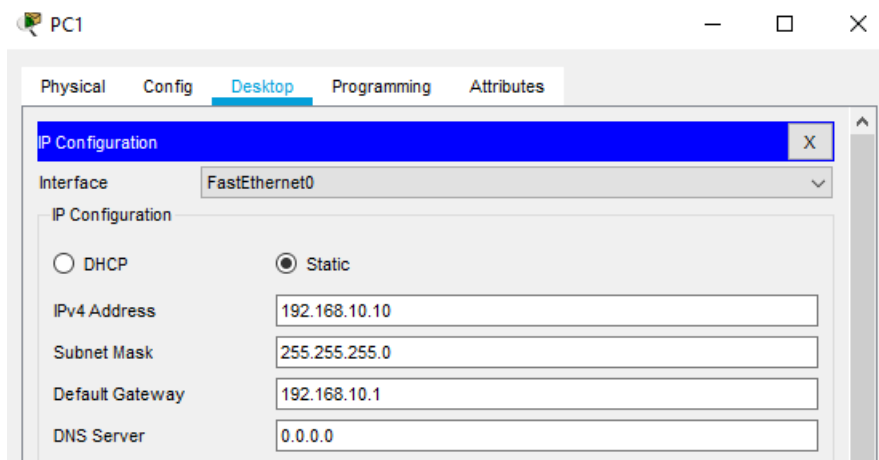 PC1
Physical Config Desktop Programming Attributes
IP Configuration X
Interface FastEthernet0
IP Configuration
DHCP Static
IPv4 Address 192.168.10.10
Subnet Mask 255.255.255.0
Default Gateway 192.168.10.1
DNS Server 0.0.0.0